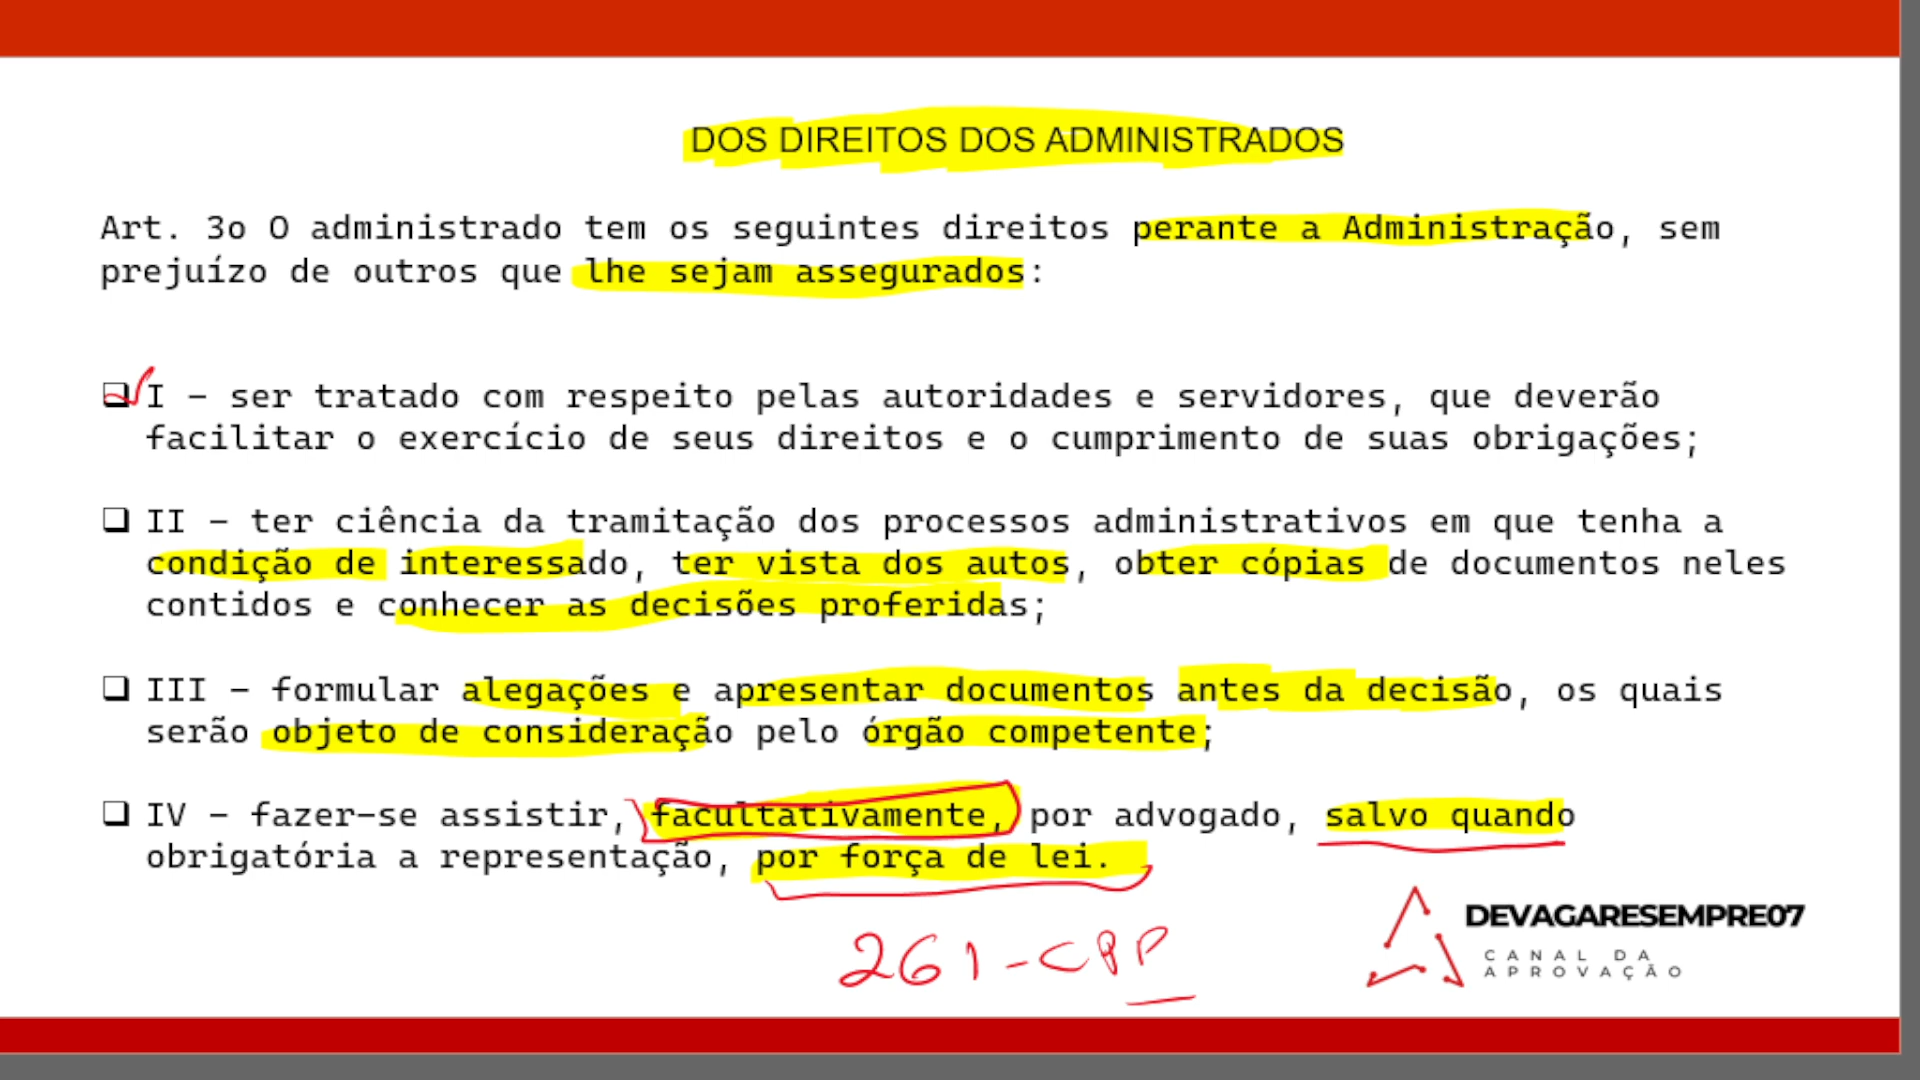 DOS DIREITOS DOS ADMINISTRADOS
Art. 3o O administrado tem os seguintes direitos perante a Administração, sem
prejuízo de outros que lhe sejam assegurados:
I – ser tratado com respeito pelas autoridades e servidores, que deverão
facilitar o exercício de seus direitos e o cumprimento de suas obrigações;
II – ter ciência da tramitação dos processos administrativos em que tenha a
condição de interessado, ter vista dos autos, obter cópias de documentos neles
contidos e conhecer as decisões proferidas;
III – formular alegações e apresentar documentos antes da decisão, os quais
serão objeto de consideração pelo órgão competente;
IV – fazer-se assistir, facultativamente, por advogado, salvo quando
obrigatória a representação, por força de lei.
261-CPP
DEVAGARESEMPRE07
CANAL DA
APROVAÇÃO